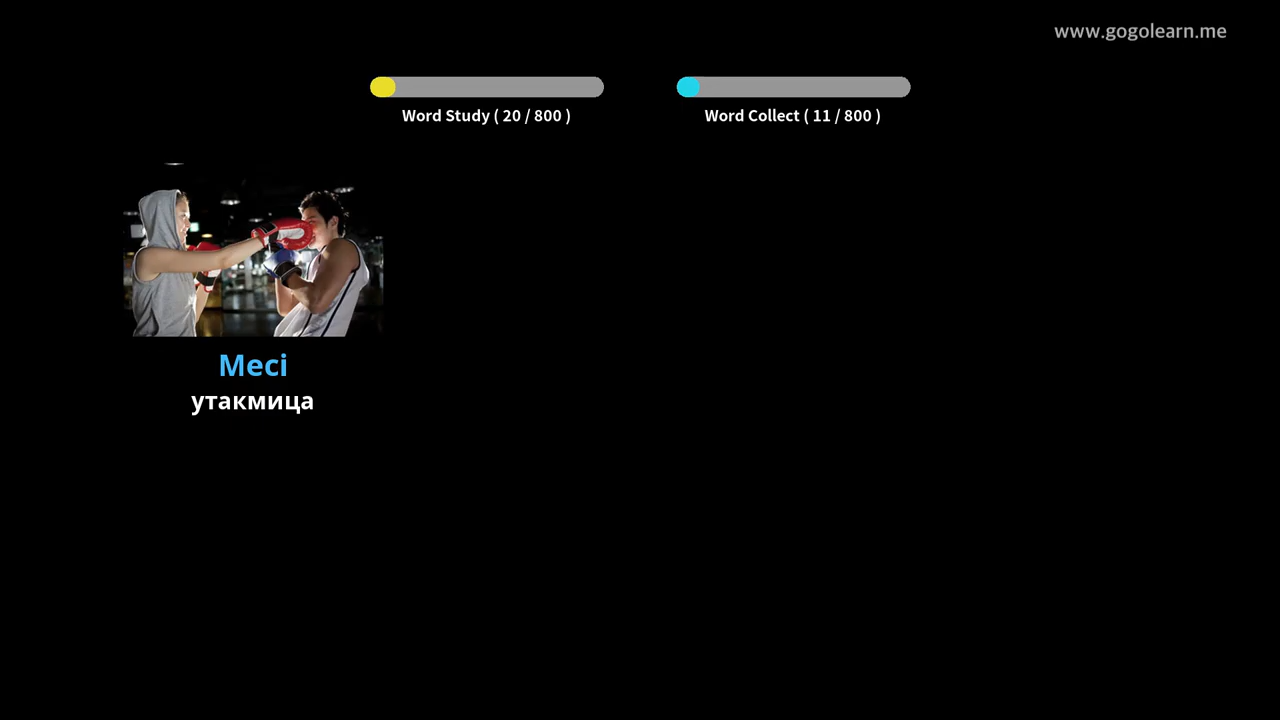 www.gogolearn.me
Word Study ( 20 / 800 )
Word Collect ( 11 / 800 )
Meci
утакмица